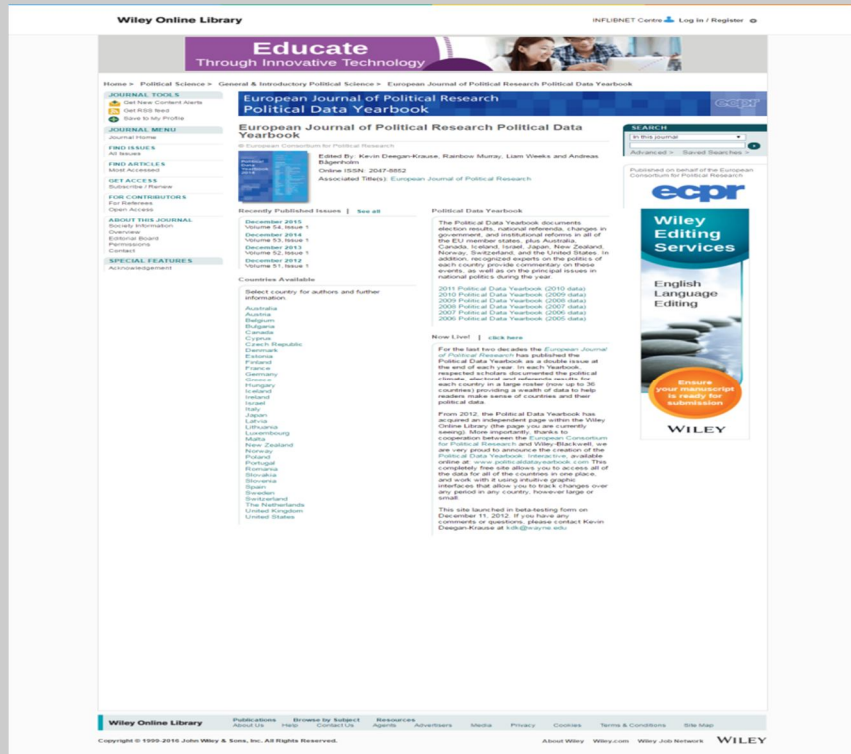 Wiley Online Library
INFLIBNET Centre Log in / Register
Educate
Through Innovative Technology
Home > Political Science > General & Introductory Political Science > European Journal of Political Research Political Data Yearbook
JOURNAL TOOLS
Get New Content Alerts
Get RSS feed
Save to My Profile
JOURNAL MENU
Journal Home
FIND ISSUES
All Issues
FIND ARTICLES
Most Accessed
GET ACCESS
Subscribe / Renew
FOR CONTRIBUTORS
For Referees
Open Access
ABOUT THIS JOURNAL
Society Information
Overview
Editorial Board
Permissions
Contact
SPECIAL FEATURES
Acknowledgement
European Journal of Political Research
Political Data Yearbook
ecpr
European Journal of Political Research Political Data
Yearbook
© European Consortium for Political Research
Edited By: Kevin Deegan-Krause, Rainbow Murray, Liam Weeks and Andreas
Bågenholm
Online ISSN: 2047-8852
Associated Title(s): European Journal of Political Research
Recently Published Issues | See all
December 2015
Volume 54, Issue 1
December 2014
Volume 53, Issue 1
December 2013
Volume 52, Issue 1
December 2012
Volume 51, Issue 1
Countries Available
Select country for authors and further
information.
Australia
Austria
Belgium
Bulgaria
Canada
Cyprus
Czech Republic
Denmark
Estonia
Finland
France
Germany
Greece
Hungary
Iceland
Ireland
Israel
Italy
Japan
Latvia
Lithuania
Luxembourg
Malta
New Zealand
Norway
Poland
Portugal
Romania
Slovakia
Slovenia
Spain
Sweden
Switzerland
The Netherlands
United Kingdom
United States
Political Data Yearbook
The Political Data Yearbook documents
election results, national referenda, changes in
government, and institutional reforms in all of
the EU member states, plus Australia,
Canada, Iceland, Israel, Japan, New Zealand,
Norway, Switzerland, and the United States. In
addition, recognized experts on the politics of
each country provide commentary on these
events, as well as on the principal issues in
national politics during the year.
2011 Political Data Yearbook (2010 data)
2010 Political Data Yearbook (2009 data)
2009 Political Data Yearbook (2008 data)
2008 Political Data Yearbook (2007 data)
2007 Political Data Yearbook (2006 data)
2006 Political Data Yearbook (2005 data)
Now Live! | click here
For the last two decades the European Journal
of Political Research has published the
Political Data Yearbook as a double issue at
the end of each year. In each Yearbook,
respected scholars documented the political
climate, electoral and referenda results for
each country in a large roster (now up to 36
countries) providing a wealth of data to help
readers make sense of countries and their
political data.
From 2012, the Political Data Yearbook has
acquired an independent page within the Wiley
Online Library (the page you are currently
seeing). More importantly, thanks to
cooperation between the European Consortium
for Political Research and Wiley-Blackwell, we
are very proud to announce the creation of the
Political Data Yearbook: Interactive, available
online at: www.politicaldatayearbook.com This
completely free site allows you to access all of
the data for all of the countries in one place,
and work with it using intuitive graphic
interfaces that allow you to track changes over
any period in any country, however large or
small.
This site launched in beta-testing form on
December 11, 2012. If you have any
comments or questions, please contact Kevin
Deegan-Krause at kdk@wayne.edu
SEARCH
In this journal
Advanced > Saved Searches >
Published on behalf of the European
Consortium for Political Research
ecpr
Wiley
Editing
Services
English
Language
Editing
Ensure
your manuscript
is ready for
submission
WILEY
Wiley Online Library
Publications Browse by Subject Resources
About Us Help Contact Us Agents Advertisers Media Privacy Cookies Terms & Conditions Site Map
Copyright © 1999-2016 John Wiley & Sons, Inc. All Rights Reserved.
About Wiley Wiley.com Wiley Job Network WILEY